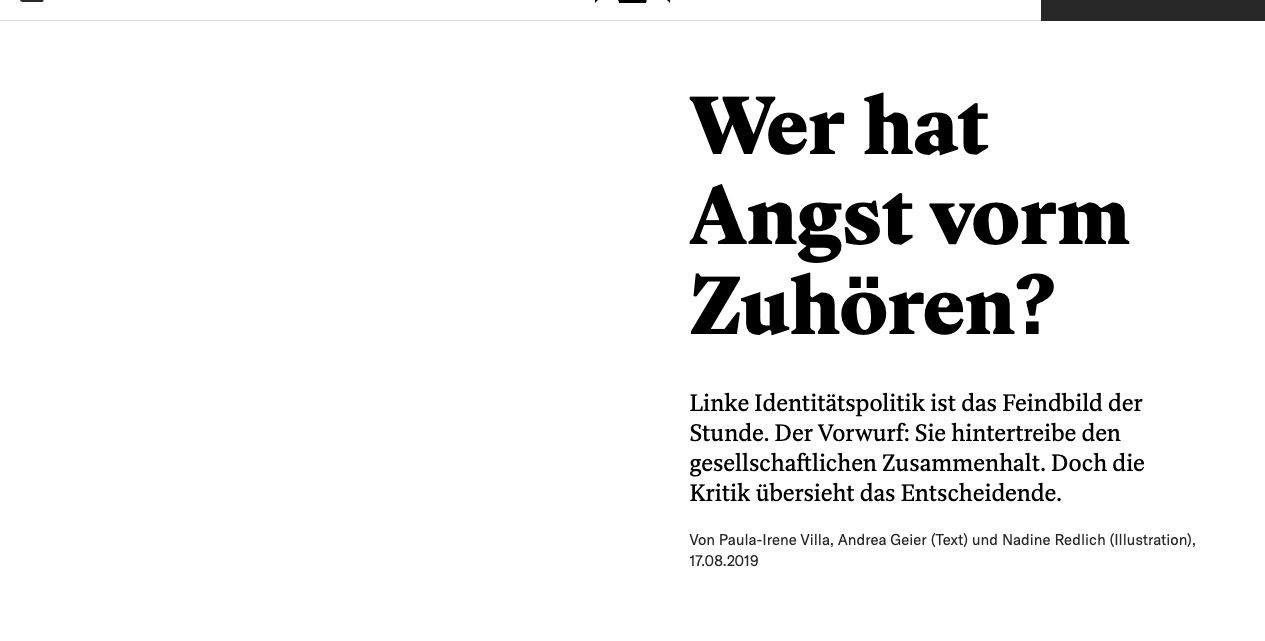 Wer hat
Angst vorm
Zuhören?
Linke Identitätspolitik ist das Feindbild der
Stunde. Der Vorwurf: Sie hintertreibe den
gesellschaftlichen Zusammenhalt. Doch die
Kritik übersieht das Entscheidende.
Von Paula-Irene Villa, Andrea Geier (Text) und Nadine Redlich (Illustration),
17.08.2019